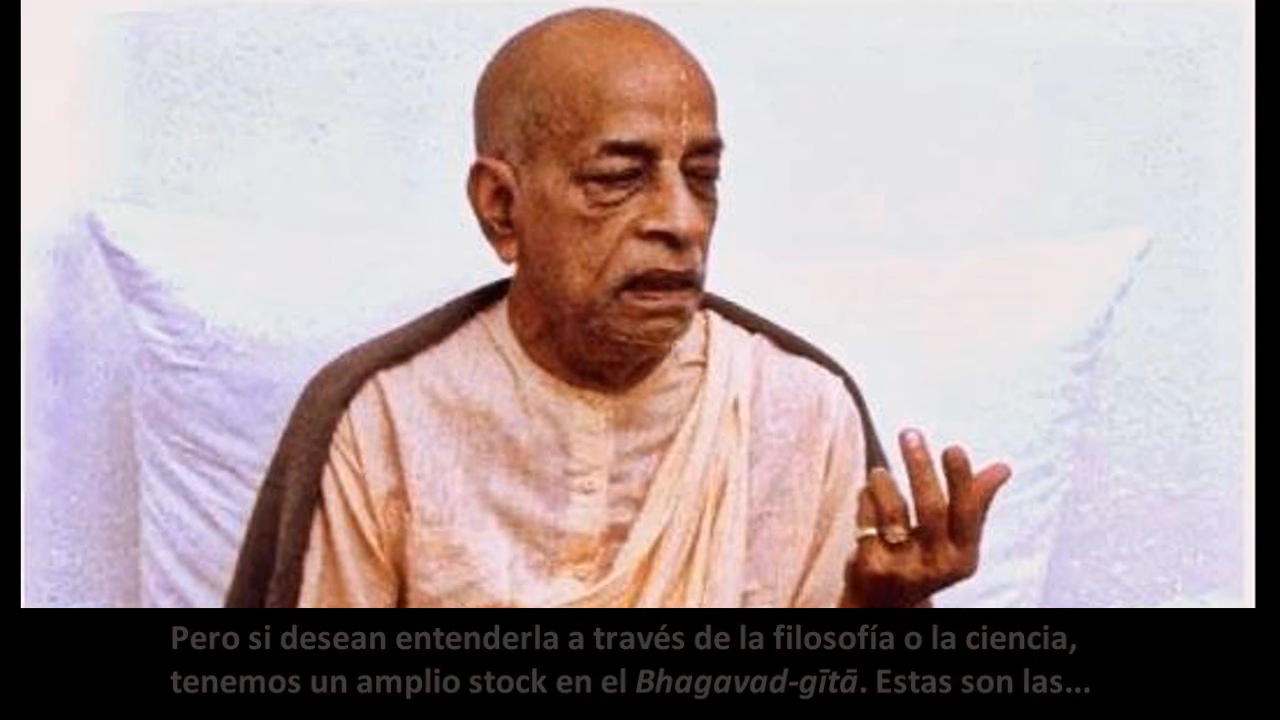 Pero si desean entenderla a través de la filosofía o la ciencia,
tenemos un amplio stock en el Bhagavad-gītā. Estas son las...